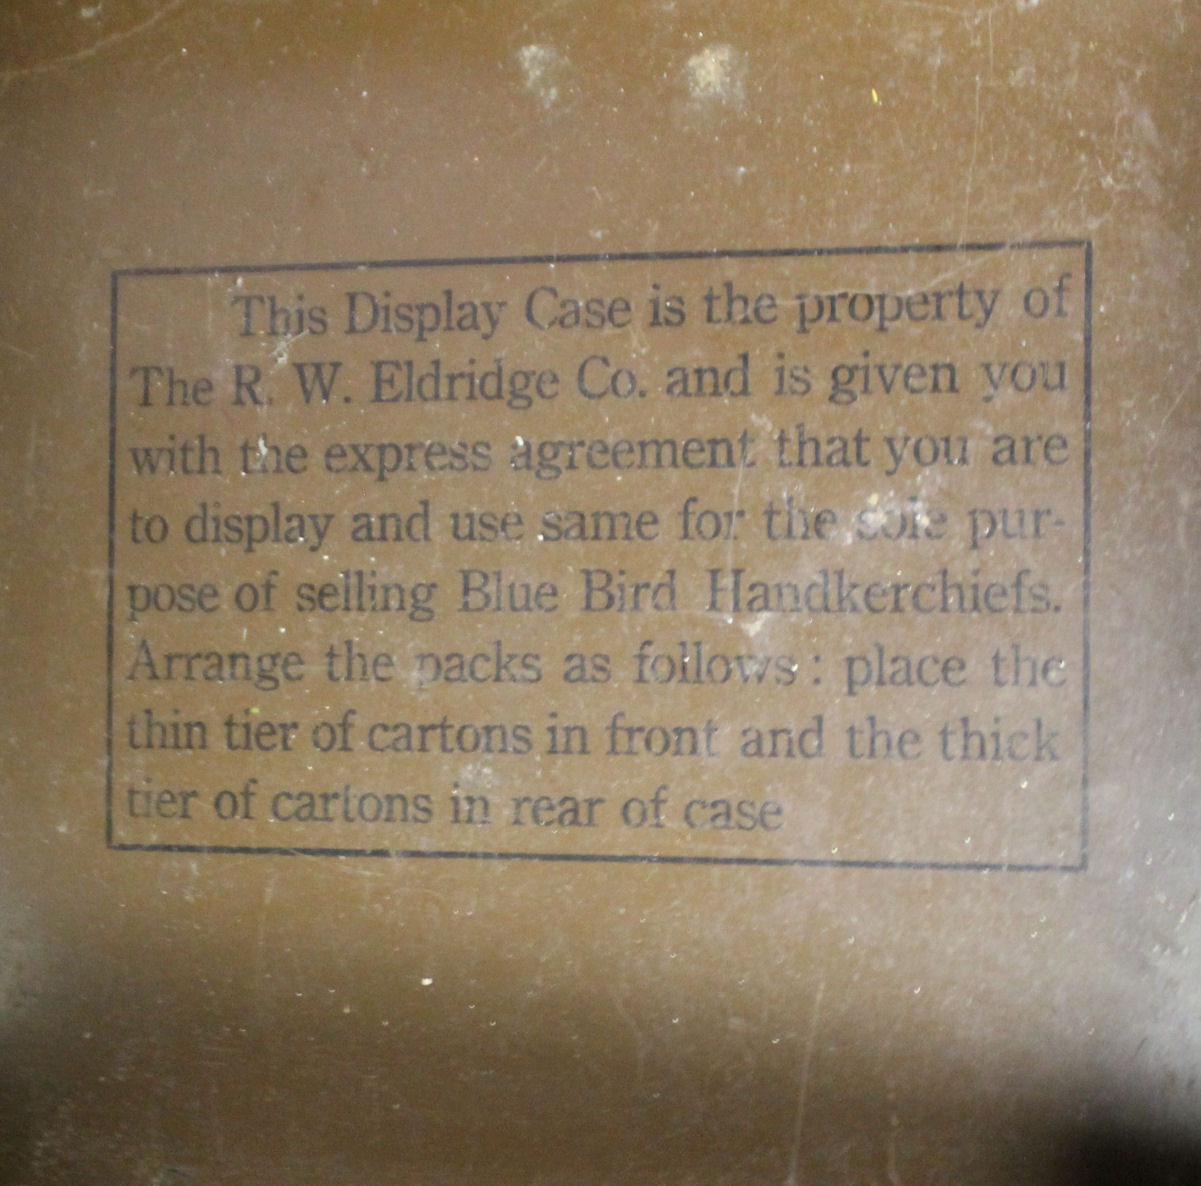 This Display Case is the property of
The R. W. Eldridge Co. and is given you
with the express agreement that you are
to display and use same for the sole pur-
pose of selling Blue Bird Handkerchiefs.
Arrange the packs as follows: place the
thin tier of cartons in front and the thick
tier of cartons in rear of case